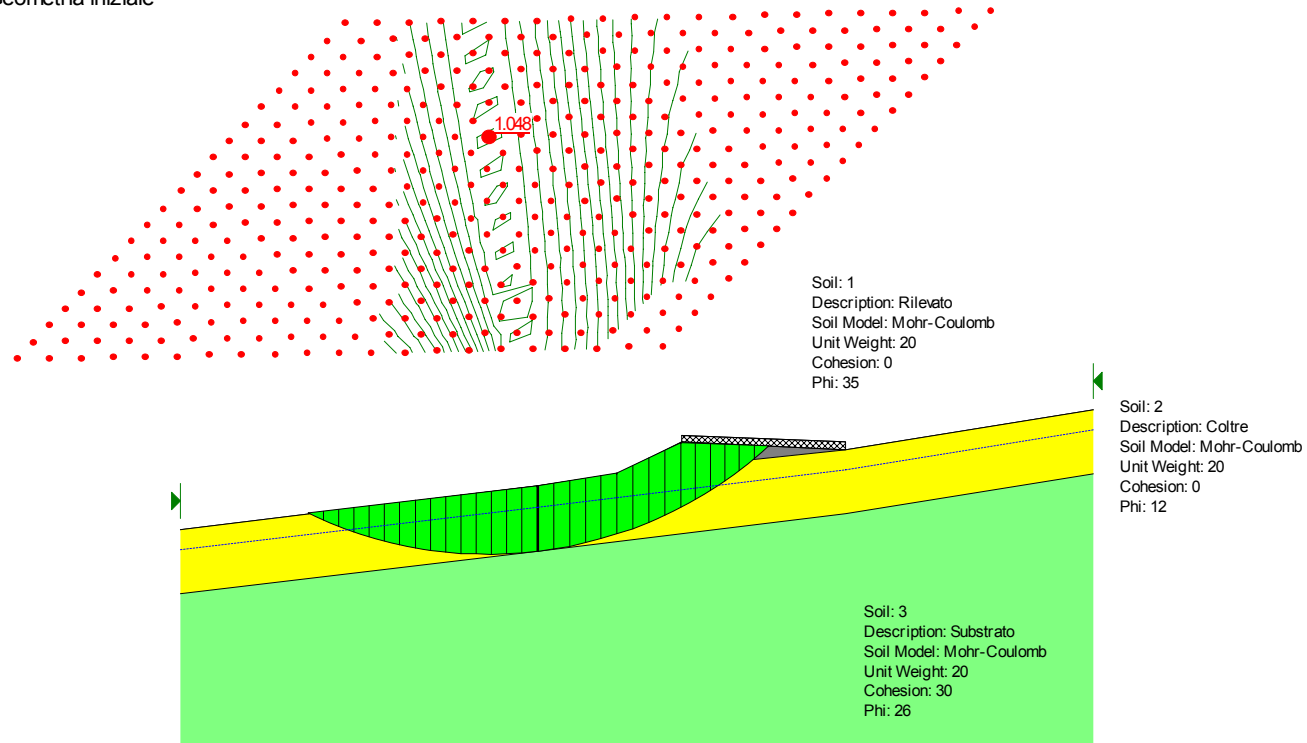 iniziale
1.048
Soil: 1
Description: Rilevato
Soil Model: Mohr-Coulomb
Unit Weight: 20
Cohesion: 0
Phi: 35
Soil: 2
Description: Coltre
Soil Model: Mohr-Coulomb
Unit Weight: 20
Cohesion: 0
Phi: 12
Soil: 3
Description: Substrato
Soil Model: Mohr-Coulomb
Unit Weight: 20
Cohesion: 30
Phi: 26